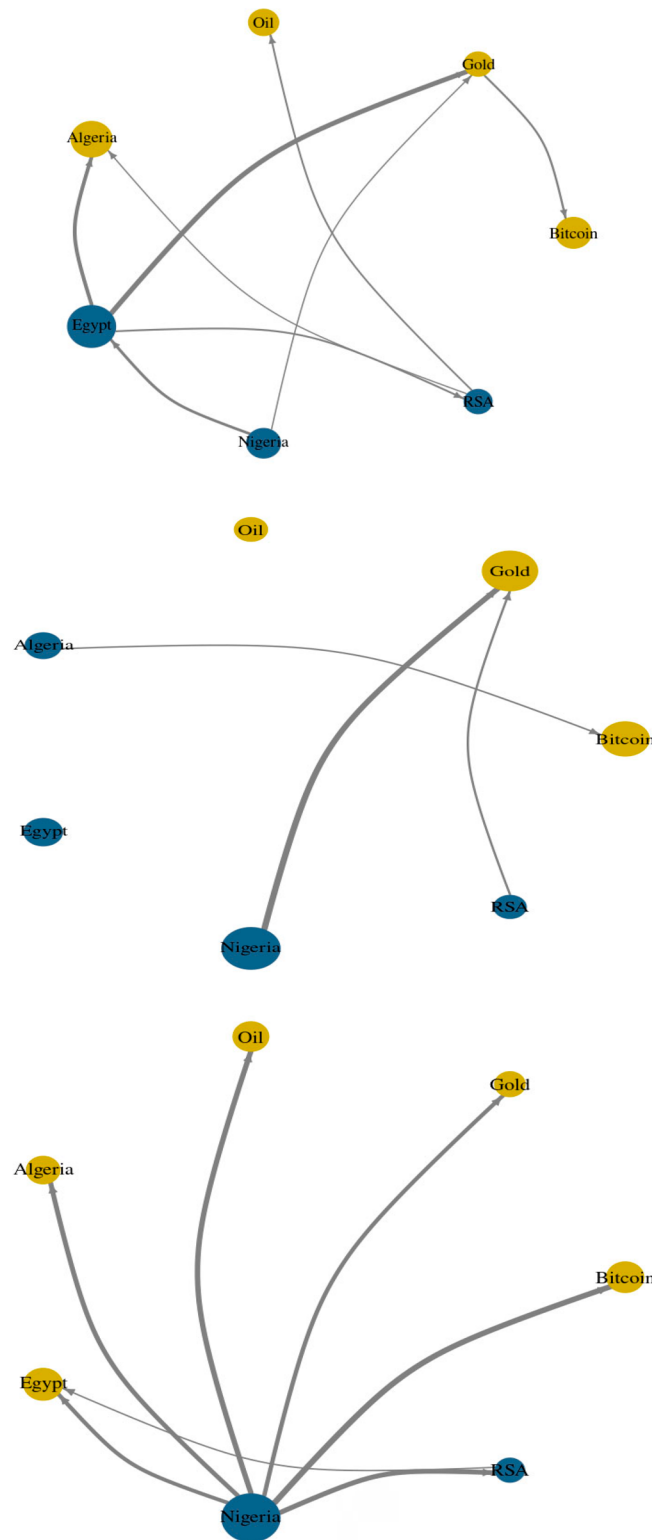 Oil
Gold
Algeria
Bitcoin
Egypt
RSA
Nigeria
Oil
Gold
Algeria
Bitcoin
Egypt
RSA
Nigeria
Oil
Gold
Algeria
Bitcoin
Egypt
RSA
Nigeria